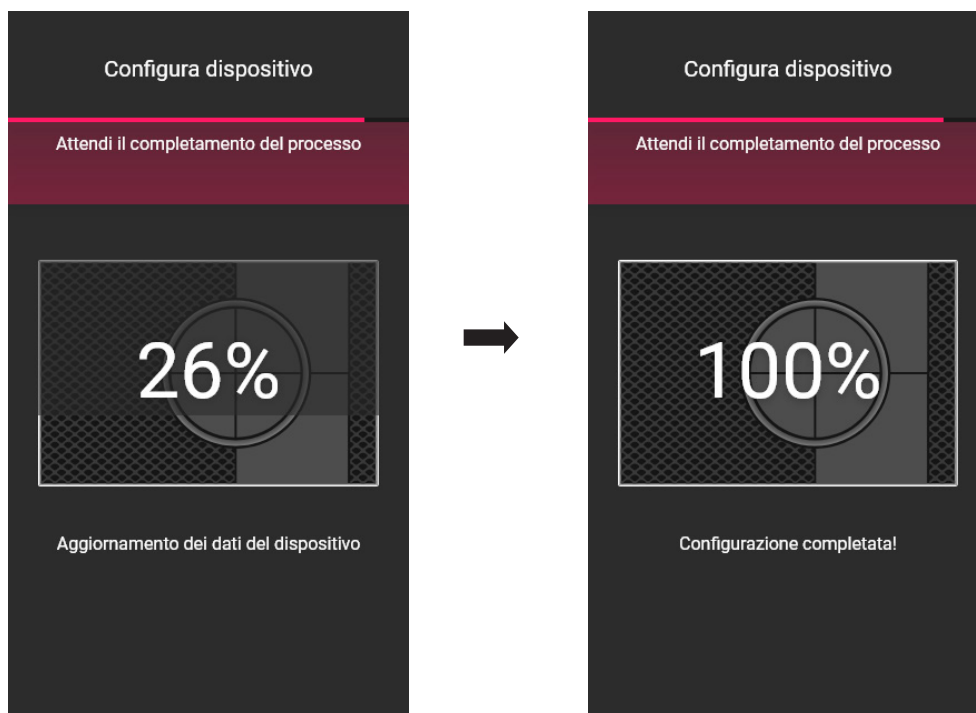 Configura dispositivo
Attendi il completamento del processo
26%
Aggiornamento dei dati del dispositivo
Configura dispositivo
Attendi il completamento del processo
100%
Configurazione completata!